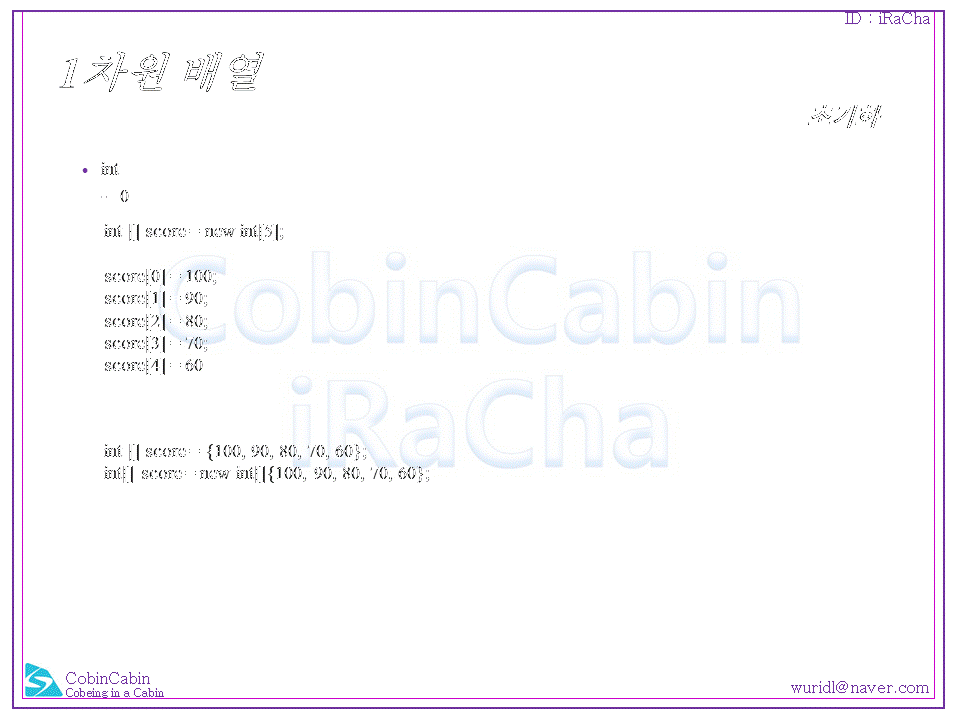 ID : iRaCha
1차원 배열
초기화
• int
– 0
int [] score = new int[5];
score[0] = 100;
score[1] = 90;
score[2] = 80;
score[3] = 70;
score[4] = 60
CobinCabin
iRaCha
int [] score = {100, 90, 80, 70, 60};
int[] score = new int[]{100, 90, 80, 70, 60};
CobinCabin
Cobeing in a Cabin
wuridl@naver.com